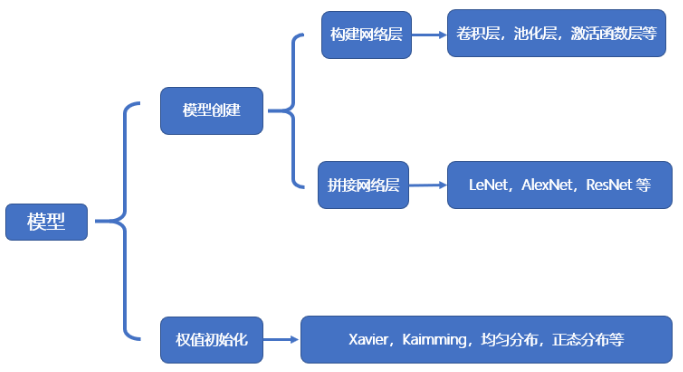 构建网络层
卷积层，池化层，激活函数层等
模型创建
拼接网络层
LeNet，AlexNet，ResNet 等
模型
权值初始化
Xavier，Kaimming，均匀分布，正态分布等